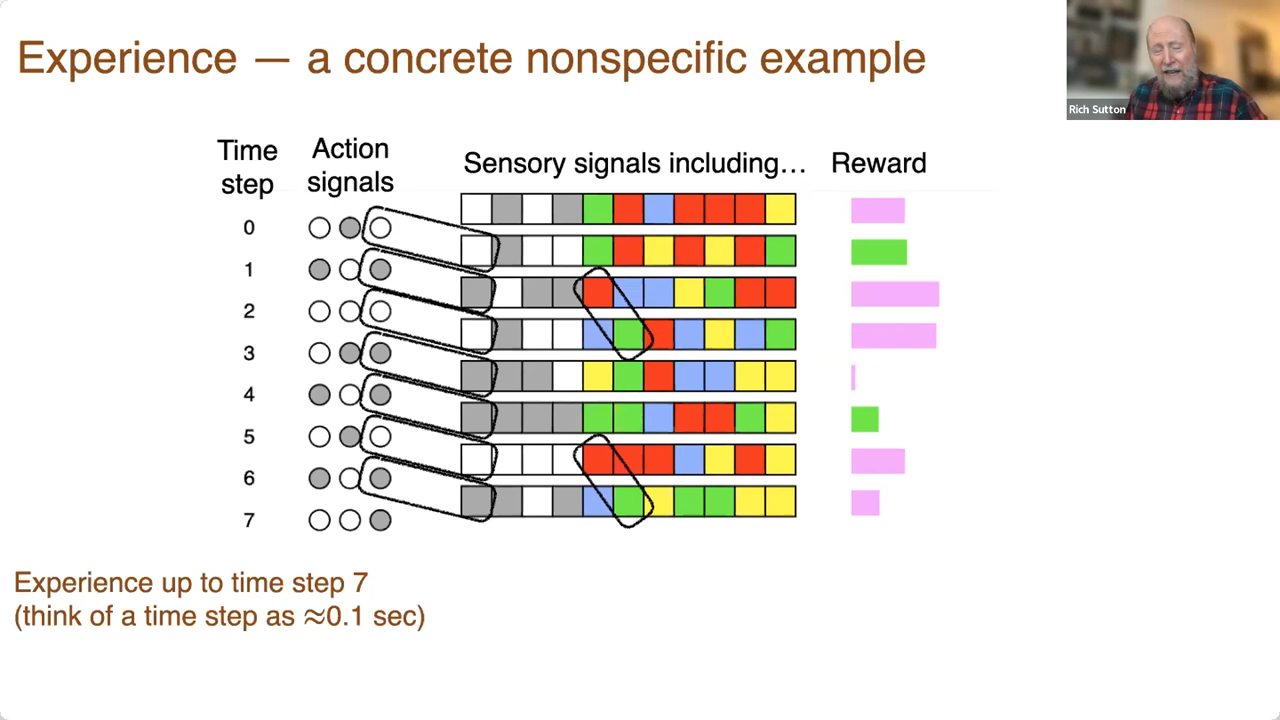 Experience — a concrete nonspecific example
Rich Sutton
Time step
Action signals
Sensory signals including…
Reward
0
1
2
3
4
5
6
7
Experience up to time step 7
(think of a time step as ≈0.1 sec)